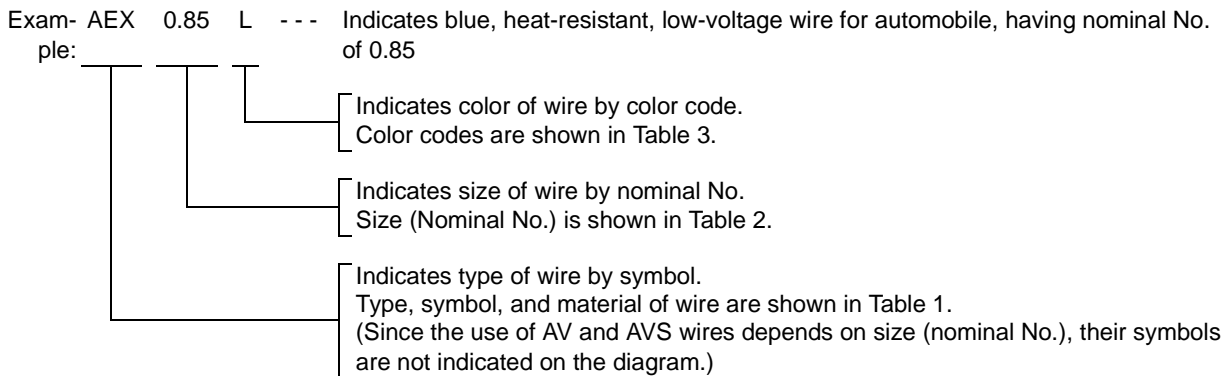 Exam- AEX 0.85 L - - - Indicates blue, heat-resistant, low-voltage wire for automobile, having nominal No.
ple: of 0.85
Indicates color of wire by color code.
Color codes are shown in Table 3.
Indicates size of wire by nominal No.
Size (Nominal No.) is shown in Table 2.
Indicates type of wire by symbol.
Type, symbol, and material of wire are shown in Table 1.
(Since the use of AV and AVS wires depends on size (nominal No.), their symbols
are not indicated on the diagram.)